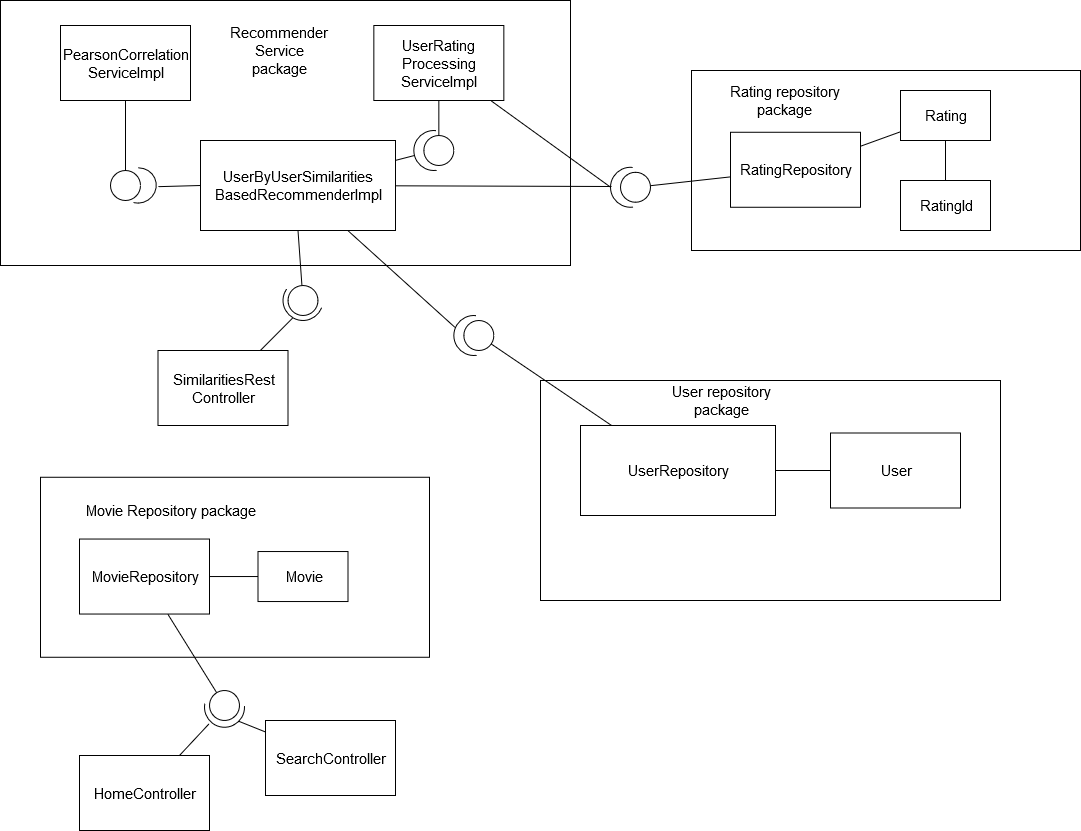 PearsonCorrelation
ServiceImpl
Recommender
Service
package
UserRating
Processing
ServiceImpl
UserByUserSimilarities
BasedRecommenderImpl
Rating repository
package
RatingRepository
Rating
RatingId
SimilaritiesRest
Controller
User repository
package
UserRepository
User
Movie Repository package
MovieRepository
Movie
SearchController
HomeController